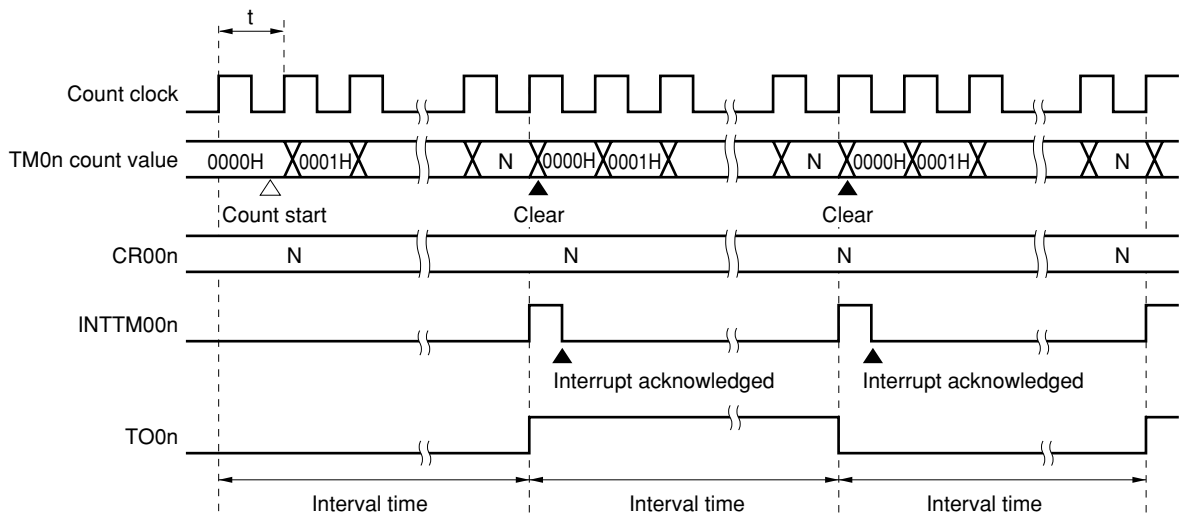 t
Count clock
TM0n count value 0000H 0001H N 0000H 0001H N 0000H 0001H N
Count start Clear Clear
CR00n N N N N
INTTM00n
Interrupt acknowledged Interrupt acknowledged
TO0n
Interval time Interval time Interval time